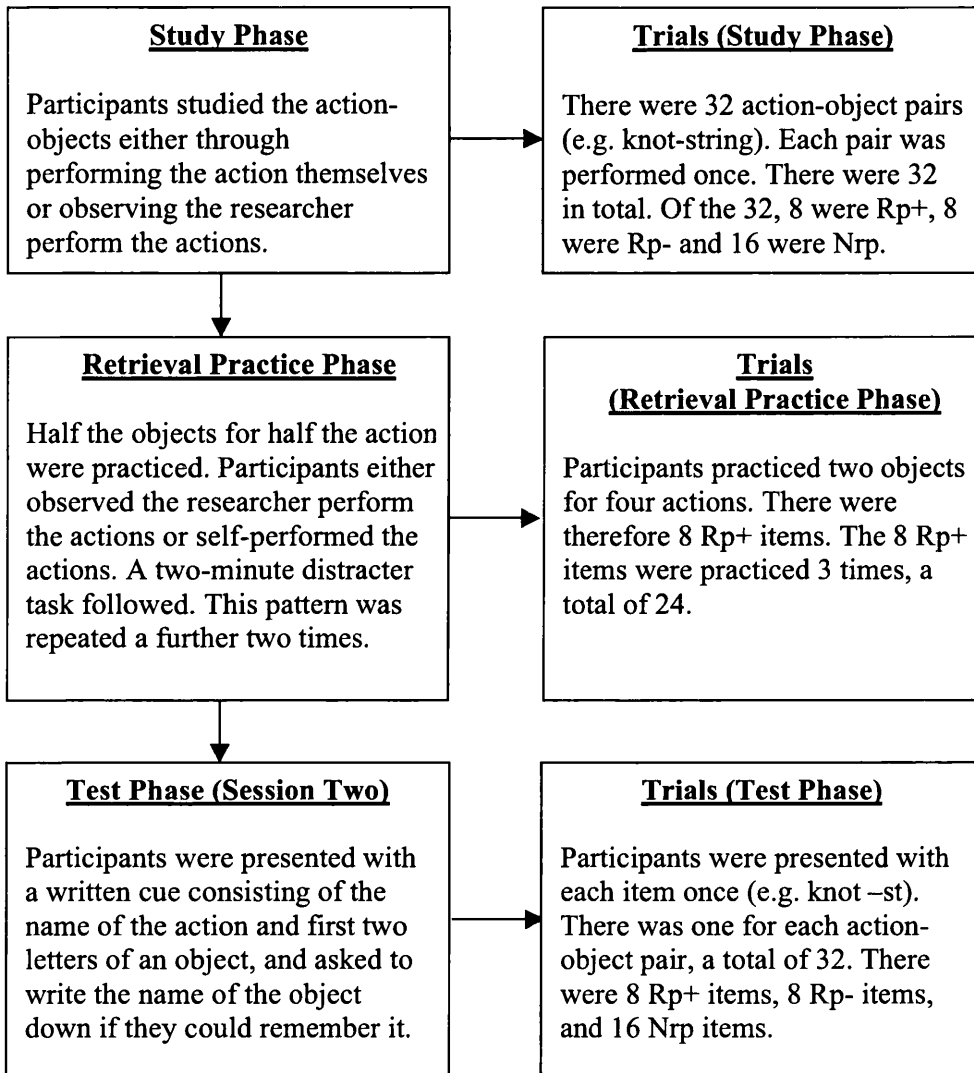 Study Phase
Participants studied the action-
objects either through
performing the action themselves
or observing the researcher
perform the actions.
Trials (Study Phase)
There were 32 action-object pairs
(e.g. knot-string). Each pair was
performed once. There were 32
in total. Of the 32, 8 were Rp+, 8
were Rp- and 16 were Nrp.
Retrieval Practice Phase
Half the objects for half the action
were practiced. Participants either
observed the researcher perform
the actions or self-performed the
actions. A two-minute distracter
task followed. This pattern was
repeated a further two times.
Trials
(Retrieval Practice Phase)
Participants practiced two objects
for four actions. There were
therefore 8 Rp+ items. The 8 Rp+
items were practiced 3 times, a
total of 24.
Test Phase (Session Two)
Participants were presented with
a written cue consisting of the
name of the action and first two
letters of an object, and asked to
write the name of the object
down if they could remember it.
Trials (Test Phase)
Participants were presented with
each item once (e.g. knot –st).
There was one for each action-
object pair, a total of 32. There
were 8 Rp+ items, 8 Rp- items,
and 16 Nrp items.